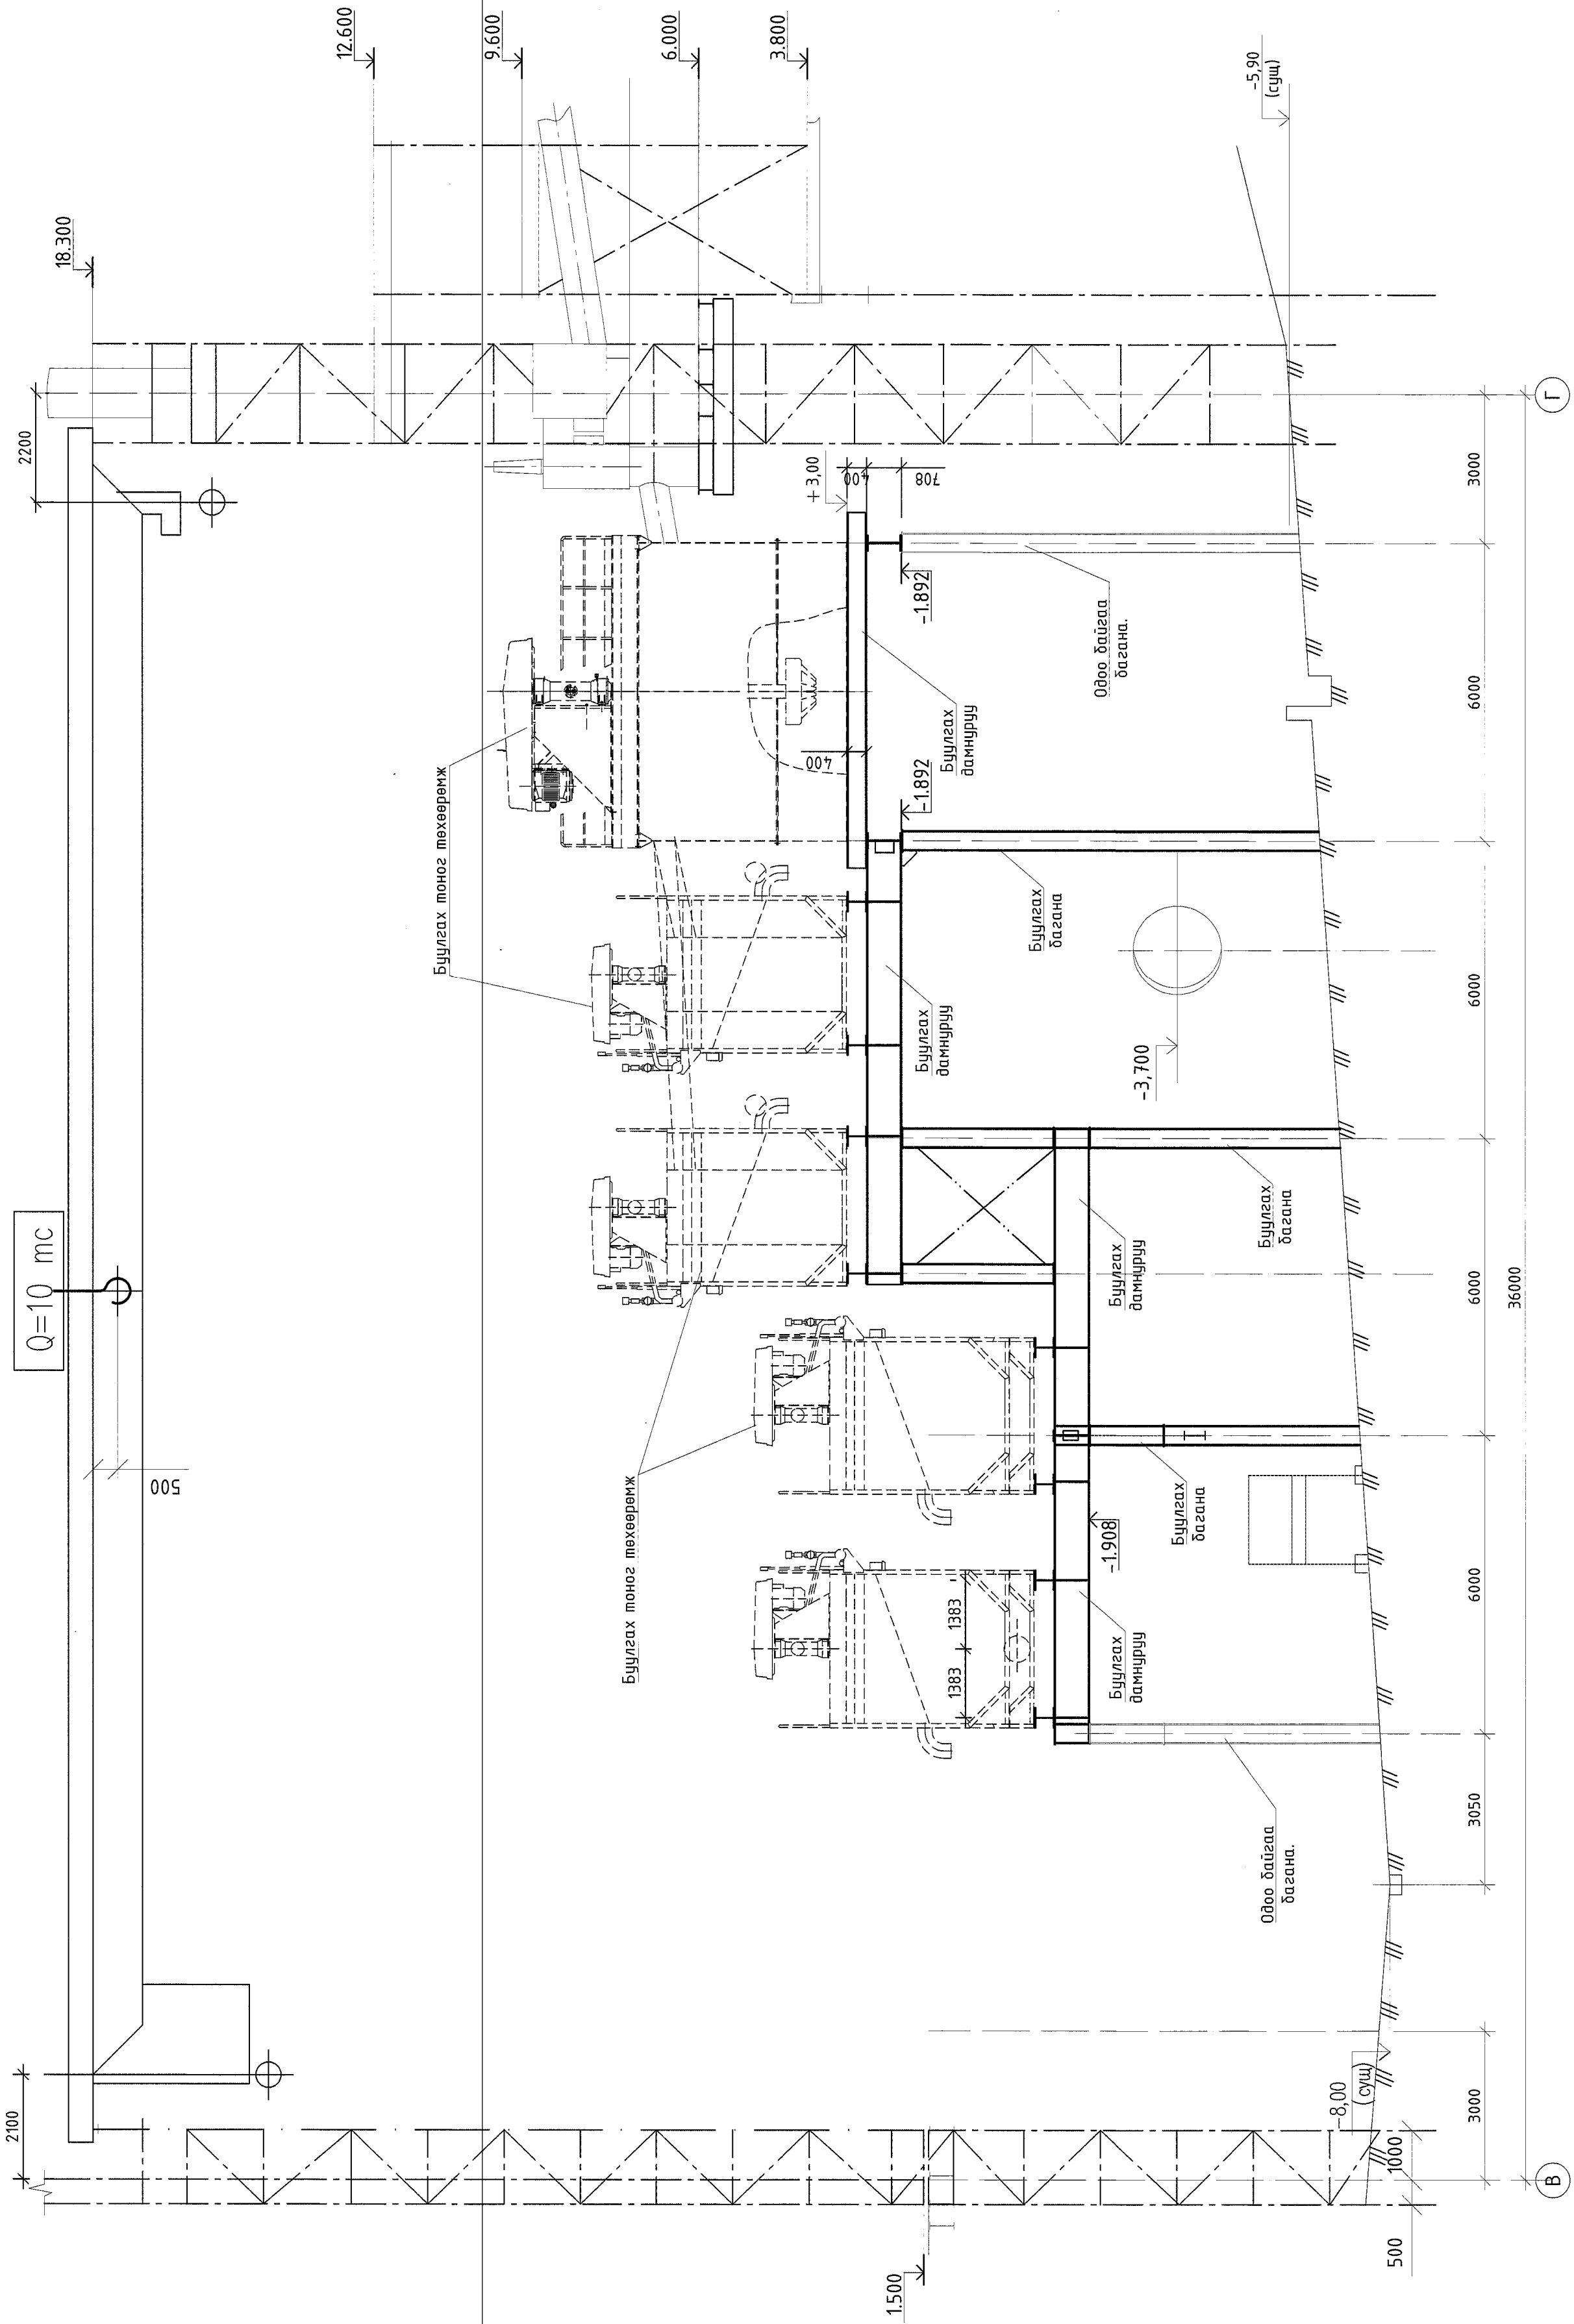 Q=10 тс
2100
2200
500
18.300
12.600
9.600
6.000
3.800
-5,90
(сущ)
Буулгах тоног төхөөрөмж
Буулгах тоног төхөөрөмж
+3,00
400
708
400
-1.892
-1.892
Буулгах
дамнуруу
Одоо байгаа
багана.
Буулгах
дамнуруу
Буулгах
багана
-3,700
Буулгах
дамнуруу
Буулгах
багана
1383
1383
-1.908
Буулгах
багана
Буулгах
дамнуруу
Одоо байгаа
багана.
1.500
-8,00
(сущ)
1000
500
3000
3050
6000
6000
6000
6000
3000
36000
В
Г